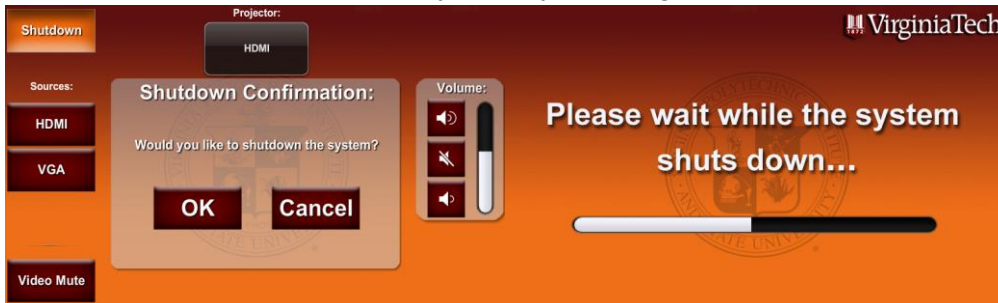 Shutdown
Projector:
HDMI
1872
VirginiaTech
Sources:
HDMI
VGA
Video Mute
Shutdown Confirmation:
Would you like to shutdown the system?
OK
Cancel
Volume:
Please wait while the system
shuts down...